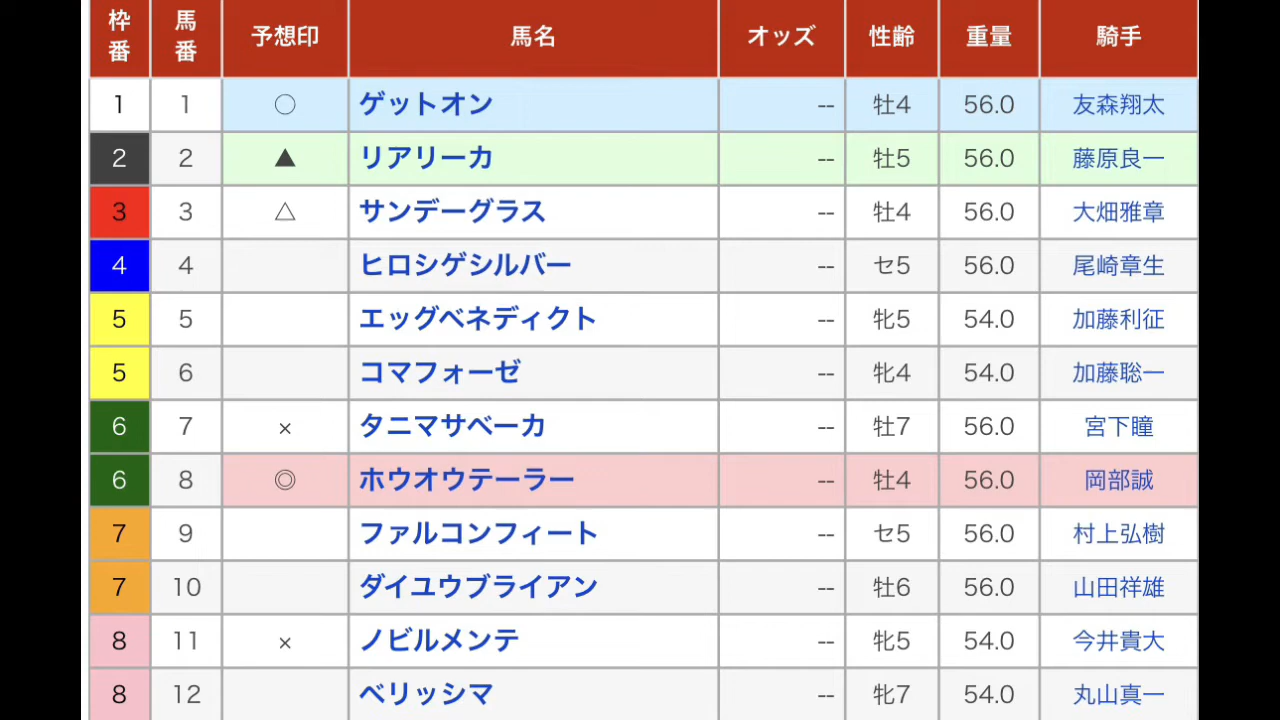 枠番 馬番 予想印 馬名 オッズ 性齢 重量 騎手
1 1 ○ ゲットオン -- 牡4 56.0 友森翔太
2 2 ▲ リアリーカ -- 牡5 56.0 藤原良一
3 3 △ サンデーグラス -- 牡4 56.0 大畑雅章
4 4 ヒロシゲシルバー -- セ5 56.0 尾崎章生
5 5 エッグベネディクト -- 牝5 54.0 加藤利征
5 6 コマフォーゼ -- 牝4 54.0 加藤聡一
6 7 × タニマサベーカ -- 牡7 56.0 宮下瞳
6 8 ◎ ホウオウテーラー -- 牡4 56.0 岡部誠
7 9 ファルコンフィート -- セ5 56.0 村上弘樹
7 10 ダイユウブライアン -- 牡6 56.0 山田祥雄
8 11 × ノビルメンテ -- 牝5 54.0 今井貴大
8 12 ベリッシマ -- 牝7 54.0 丸山真一